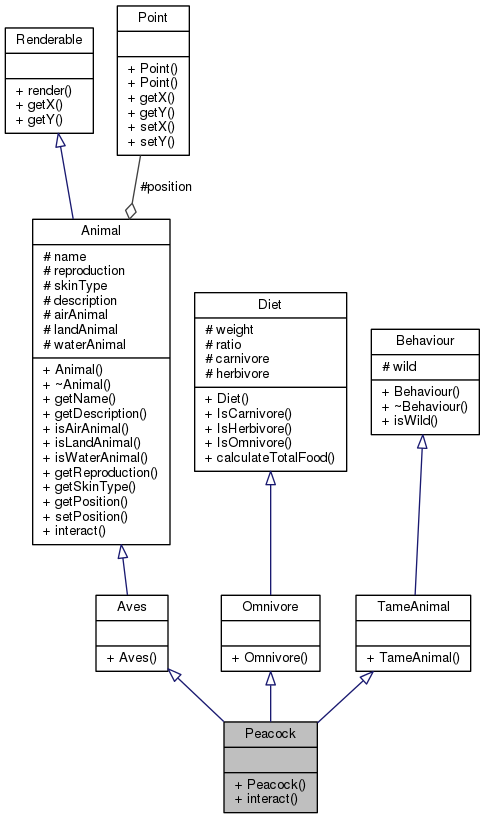 Renderable
+ render()
+ getX()
+ getY()
Point
+ Point()
+ Point()
+ getX()
+ getY()
+ setX()
+ setY()
#position
Animal
# name
# reproduction
# skinType
# description
# airAnimal
# landAnimal
# waterAnimal
+ Animal()
+ ~Animal()
+ getName()
+ getDescription()
+ isAirAnimal()
+ isLandAnimal()
+ isWaterAnimal()
+ getReproduction()
+ getSkinType()
+ getPosition()
+ setPosition()
+ interact()
Diet
# weight
# ratio
# carnivore
# herbivore
+ Diet()
+ IsCarnivore()
+ IsHerbivore()
+ IsOmnivore()
+ calculateTotalFood()
Behaviour
# wild
+ Behaviour()
+ ~Behaviour()
+ isWild()
Aves
+ Aves()
Omnivore
+ Omnivore()
TameAnimal
+ TameAnimal()
Peacock
+ Peacock()
+ interact()